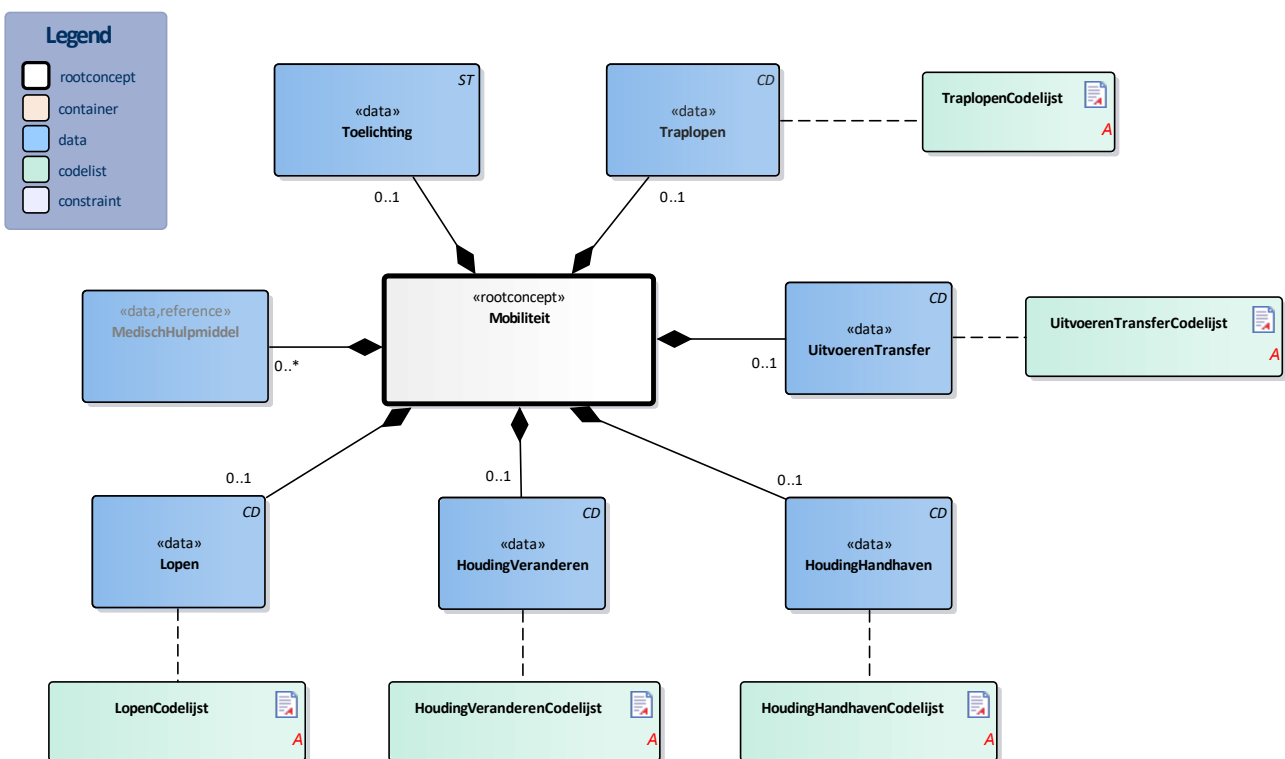 Legend
rootconcept
container
data
codelist
constraint
ST
«data»
Toelichting
0..1
CD
«data»
Traplopen
0..1
TraplopenCodelijst
A
«data,reference»
MedischHulpmiddel
0..*
«rootconcept»
Mobiliteit
CD
«data»
UitvoerenTransfer
0..1
UitvoerenTransferCodelijst
A
0..1
CD
«data»
Lopen
0..1
CD
«data»
HoudingVeranderen
0..1
CD
«data»
HoudingHandhaven
LopenCodelijst
A
HoudingVeranderenCodelijst
A
HoudingHandhavenCodelijst
A